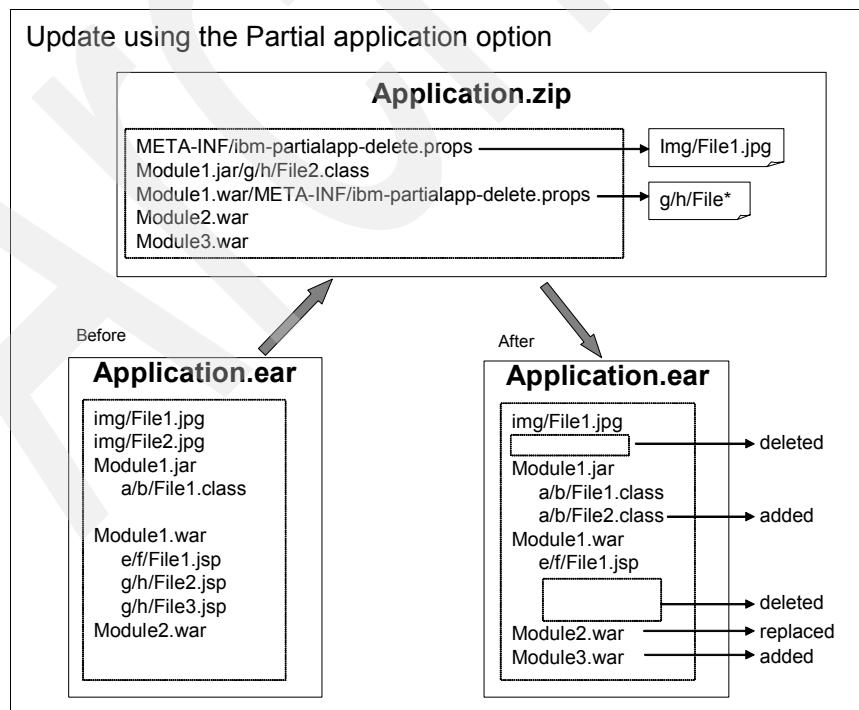 Update using the Partial application option
Application.zip
META-INF/ibm-partialapp-delete.props
Img/File1.jpg
Module1.jar/g/h/File2.class
Module1.war/META-INF/ibm-partialapp-delete.props
g/h/File*
Module2.war
Module3.war
Before
Application.ear
img/File1.jpg
img/File2.jpg
Module1.jar
a/b/File1.class
Module1.war
e/f/File1.jsp
g/h/File2.jsp
g/h/File3.jsp
Module2.war
After
Application.ear
img/File1.jpg
deleted
Module1.jar
a/b/File1.class
a/b/File2.class
added
Module1.war
e/f/File1.jsp
deleted
Module2.war
replaced
Module3.war
added